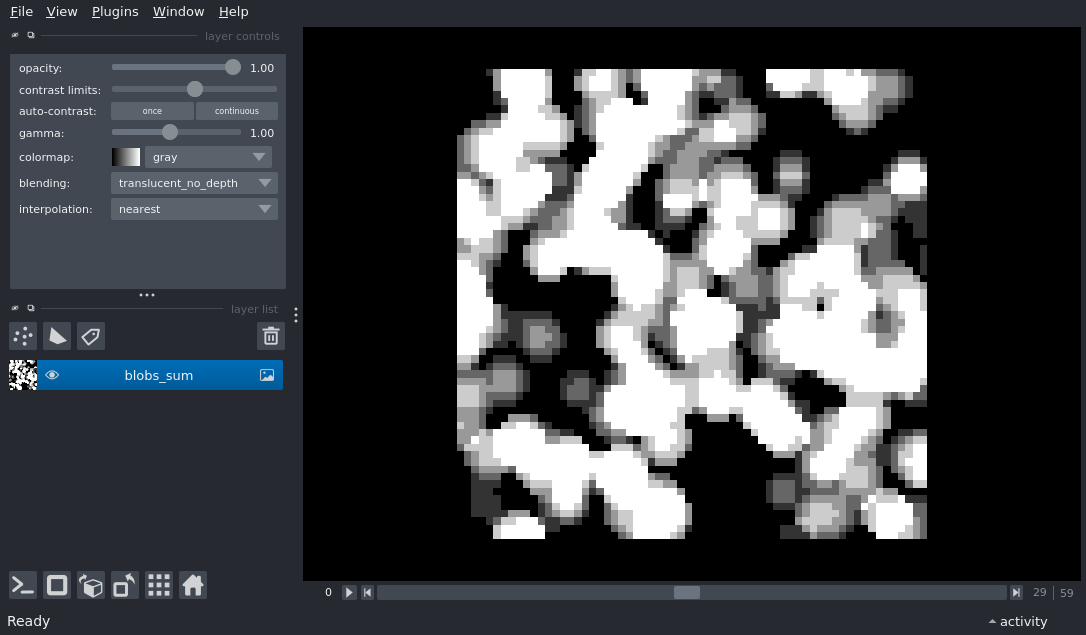 File View Plugins Window Help
layer controls
opacity: 1.00
contrast limits:
auto-contrast: once continuous
gamma: 1.00
colormap: gray
blending: translucent_no_depth
interpolation: nearest
layer list
blobs_sum
0 29 59
Ready activity